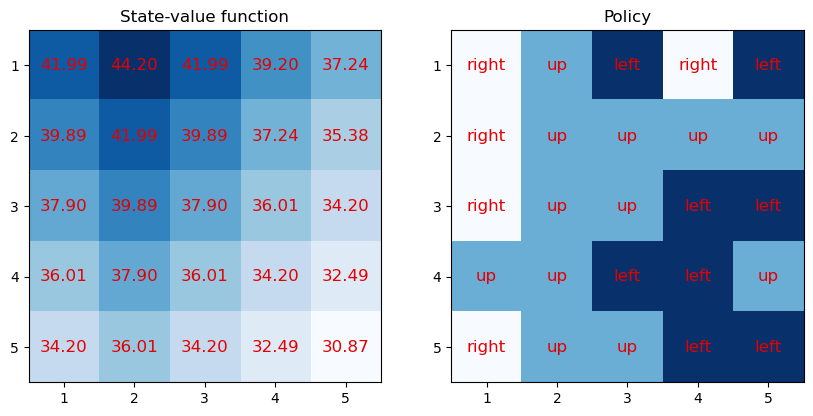 State-value function
1 41.99 44.20 41.99 39.20 37.24
2 39.89 41.99 39.89 37.24 35.38
3 37.90 39.89 37.90 36.01 34.20
4 36.01 37.90 36.01 34.20 32.49
5 34.20 36.01 34.20 32.49 30.87
1 2 3 4 5
Policy
1 right up left right left
2 right up up up up
3 right up up left left
4 up up left left up
5 right up up left left
1 2 3 4 5